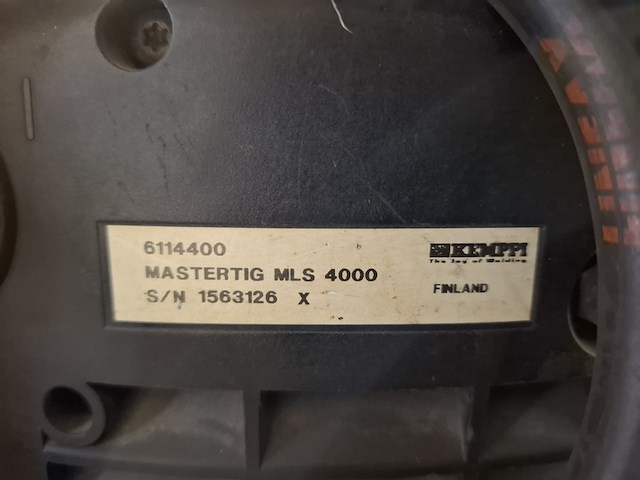 6114400
MASTERTIG MLS 4000
S/N 1563126 X
KEMPPI
The Joy of Welding
FINLAND